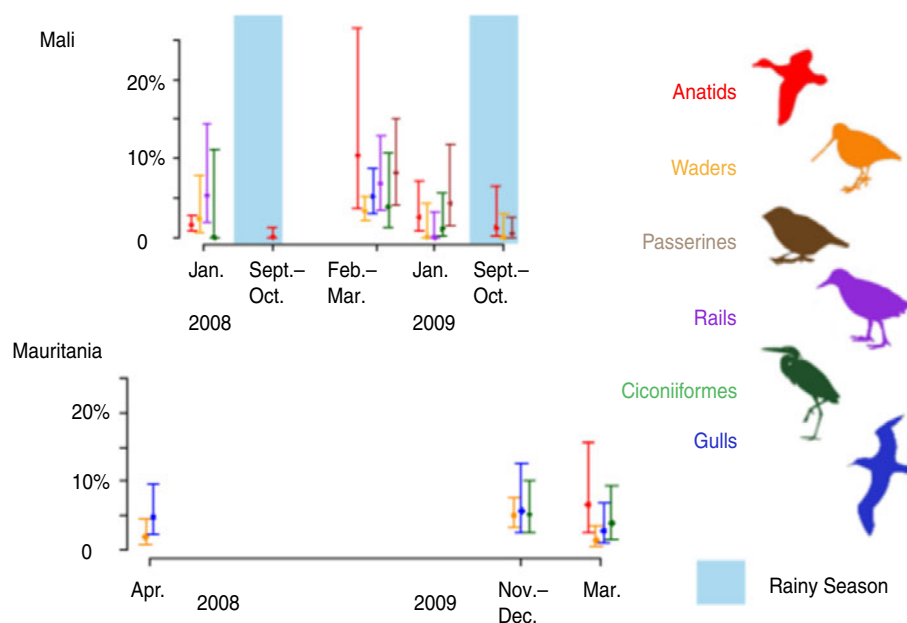 Mali
20%
10%
0
Jan.
Sept.–
Oct.
Feb.–
Mar.
Jan.
Sept.–
Oct.
2008
2009
Mauritania
20%
10%
0
Apr.
2008
2009
Nov.–
Dec.
Mar.
Anatids
Waders
Passerines
Rails
Ciconiiformes
Gulls
Rainy Season